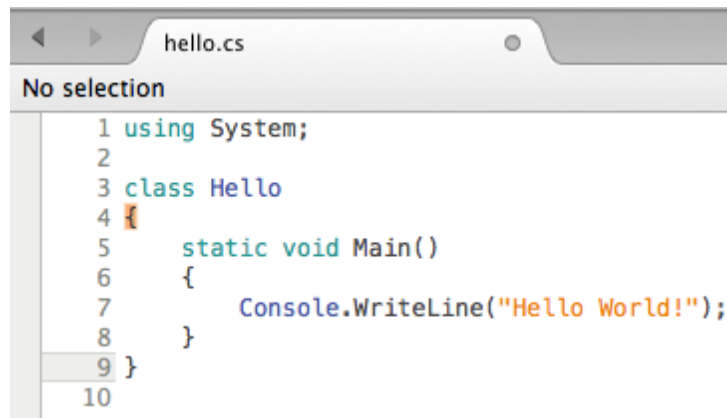 hello.cs
No selection
1 using System;
2
3 class Hello
4 {
5     static void Main()
6     {
7         Console.WriteLine("Hello World!");
8     }
9 }
10